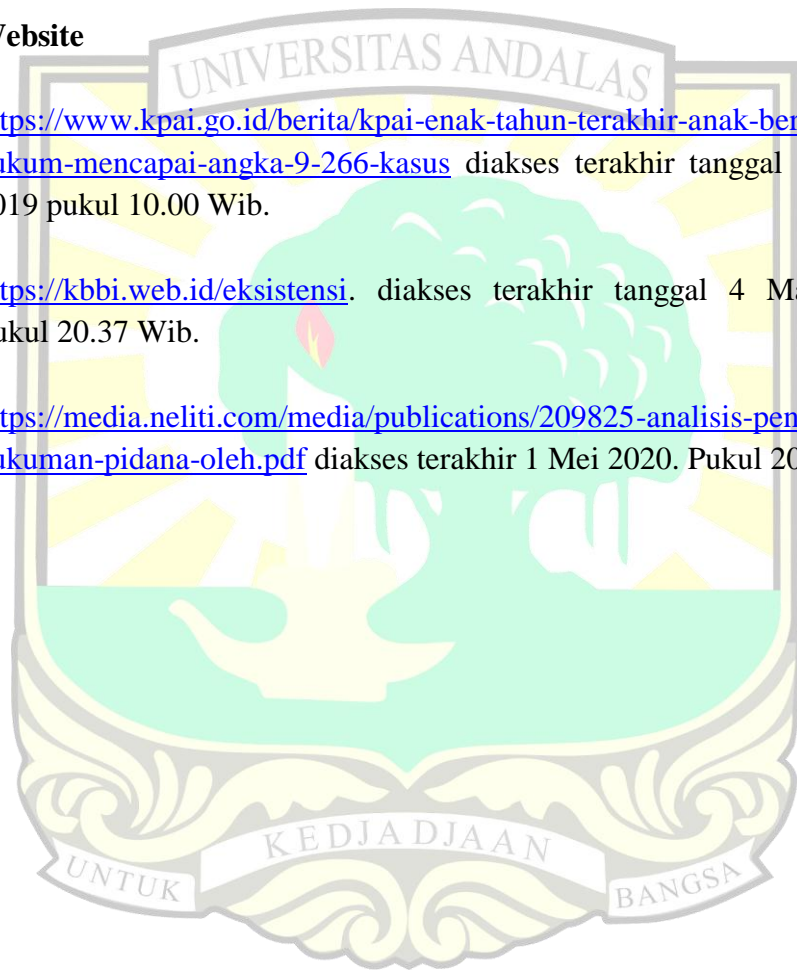 Website
UNIVERSITAS ANDALAS
ttps://www.kpai.go.id/berita/kpai-enak-tahun-terakhir-anak-ber
ukum-mencapai-angka-9-266-kasus diakses terakhir tanggal
019 pukul 10.00 Wib.
ttps://kbbi.web.id/eksistensi. diakses terakhir tanggal 4 Ma
ukul 20.37 Wib.
ttps://media.neliti.com/media/publications/209825-analisis-pen
ukuman-pidana-oleh.pdf diakses terakhir 1 Mei 2020. Pukul 20
UNTUK KEDJADJAAN BANGSA